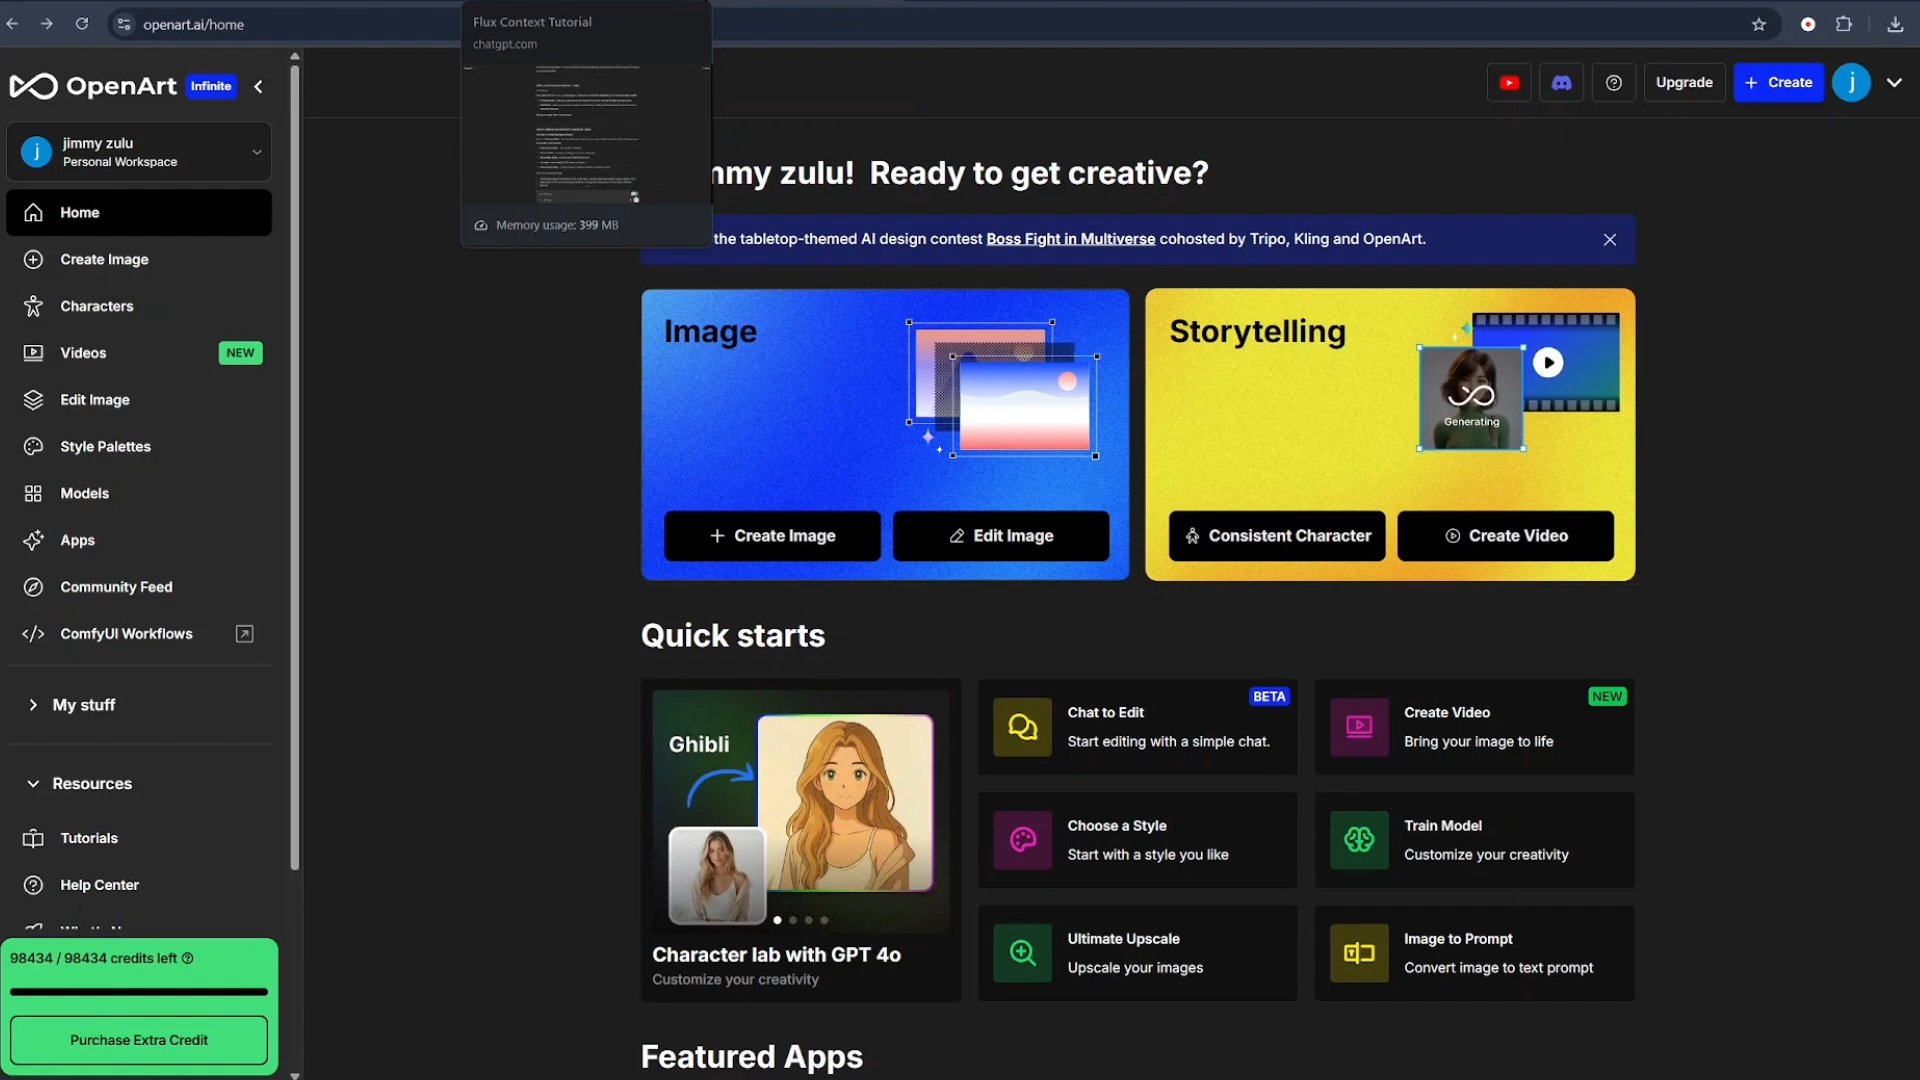 openart.ai/home
Flux Context Tutorial
chatgpt.com
Memory usage: 399 MB
OpenArt
Infinite
j
jimmy zulu
Personal Workspace
Home
Create Image
Characters
Videos
NEW
Edit Image
Style Palettes
Models
Apps
Community Feed
ComfyUI Workflows
My stuff
Resources
Tutorials
Help Center
98434 / 98434 credits left
Purchase Extra Credit
Upgrade
+ Create
j
mmy zulu! Ready to get creative?
the tabletop-themed AI design contest Boss Fight in Multiverse cohosted by Tripo, Kling and OpenArt.
Image
Create Image
Edit Image
Storytelling
Generating
Consistent Character
Create Video
Quick starts
Ghibli
Character lab with GPT 4o
Customize your creativity
BETA
Chat to Edit
Start editing with a simple chat.
NEW
Create Video
Bring your image to life
Choose a Style
Start with a style you like
Train Model
Customize your creativity
Ultimate Upscale
Upscale your images
Image to Prompt
Convert image to text prompt
Featured Apps